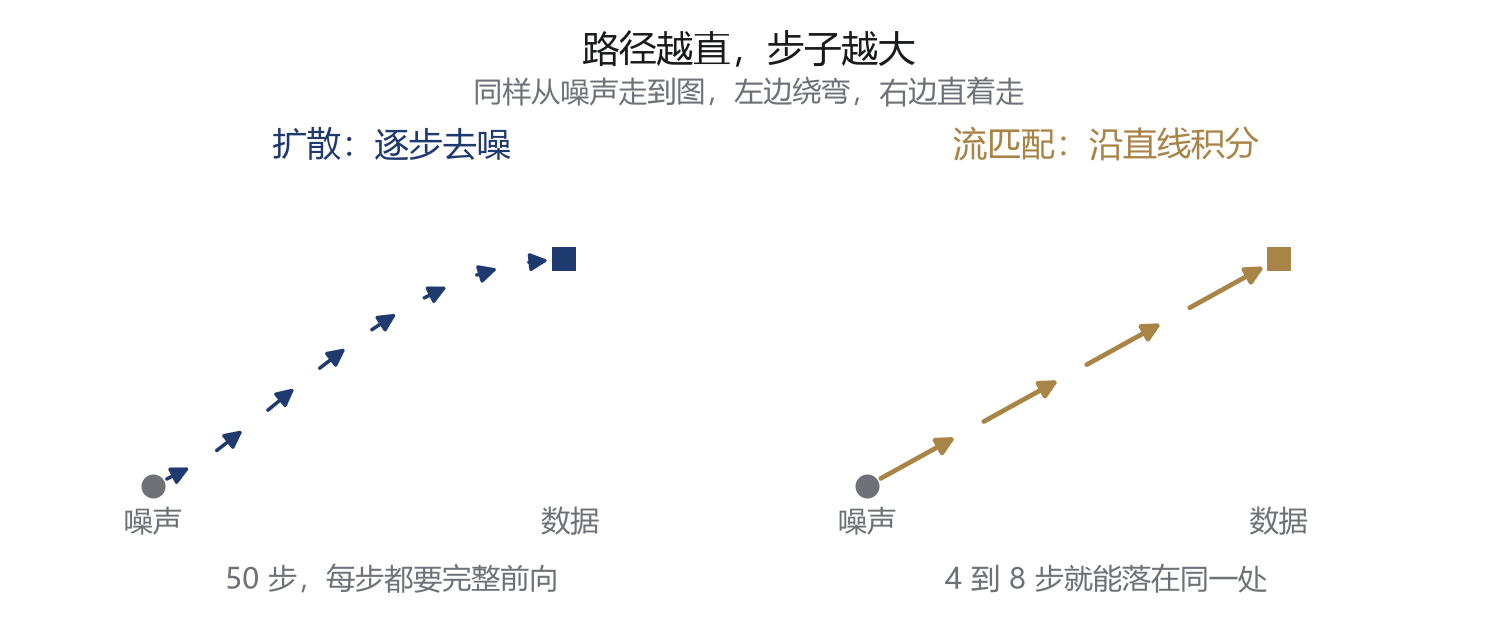 路径越直，步子越大
同样从噪声走到图，左边绕弯，右边直着走
扩散：逐步去噪
流匹配：沿直线积分
噪声
数据
噪声
数据
50 步，每步都要完整前向
4 到 8 步就能落在同一处